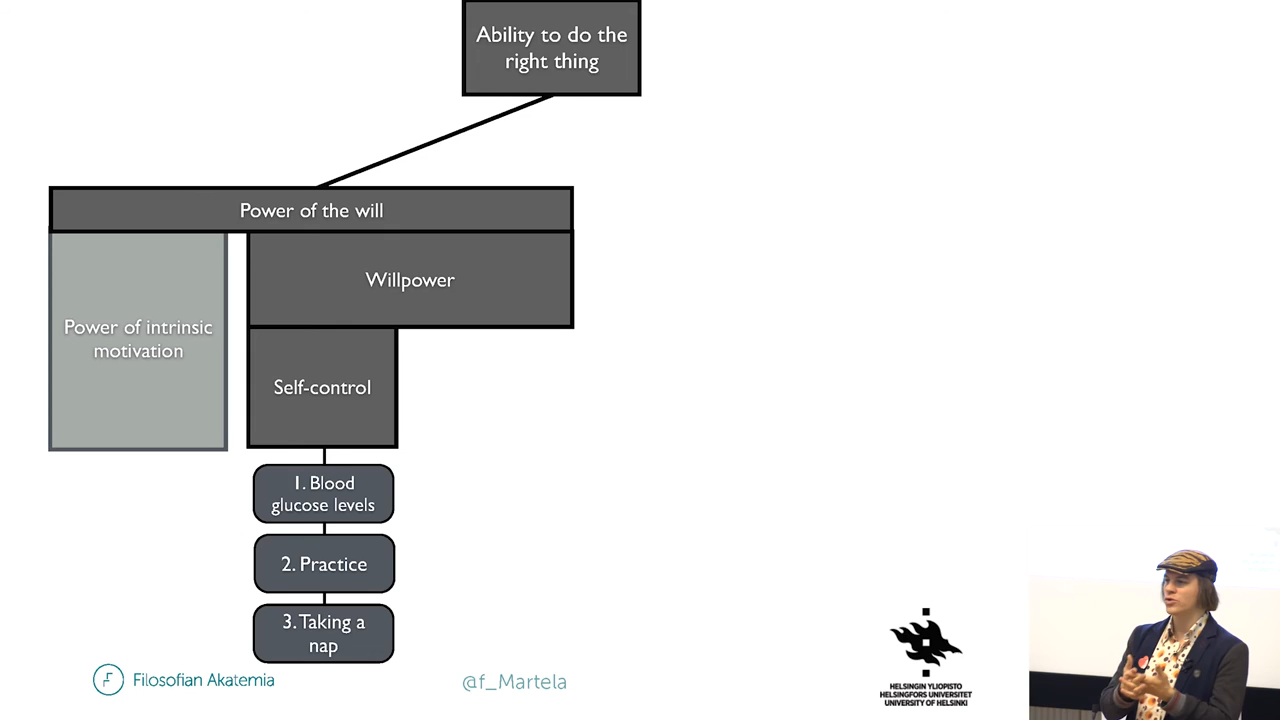 Ability to do the
right thing
Power of the will
Willpower
Power of intrinsic
motivation
Self-control
1. Blood
glucose levels
2. Practice
3. Taking a
nap
F
Filosofian Akatemia
@f_Martela
HELSINGIN YLIOPISTO
HELSINGFORS UNIVERSITET
UNIVERSITY OF HELSINKI